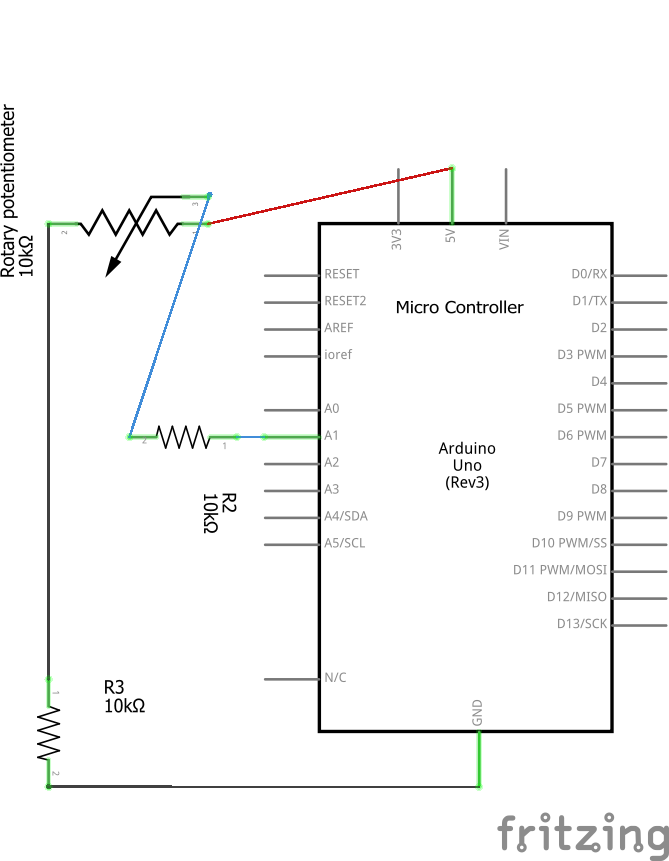 Rotary potentiometer
10kΩ
3
2
1
3V3
5V
VIN
RESET
RESET2
AREF
ioref
A0
A1
A2
A3
A4/SDA
A5/SCL
N/C
Micro Controller
Arduino
Uno
(Rev3)
D0/RX
D1/TX
D2
D3 PWM
D4
D5 PWM
D6 PWM
D7
D8
D9 PWM
D10 PWM/SS
D11 PWM/MOSI
D12/MISO
D13/SCK
GND
2
1
R2
10kΩ
1
R3
10kΩ
2
fritzing